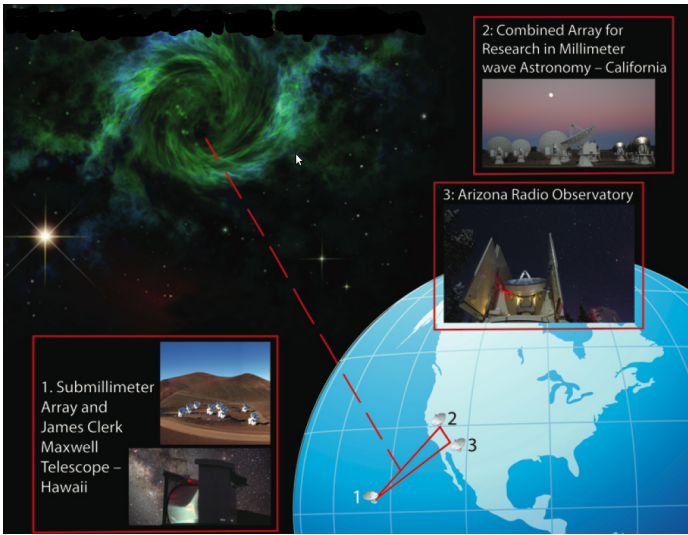 2: Combined Array for
Research in Millimeter
wave Astronomy – California
3: Arizona Radio Observatory
1. Submillimeter
Array and
James Clerk
Maxwell
Telescope –
Hawaii
2
3
1